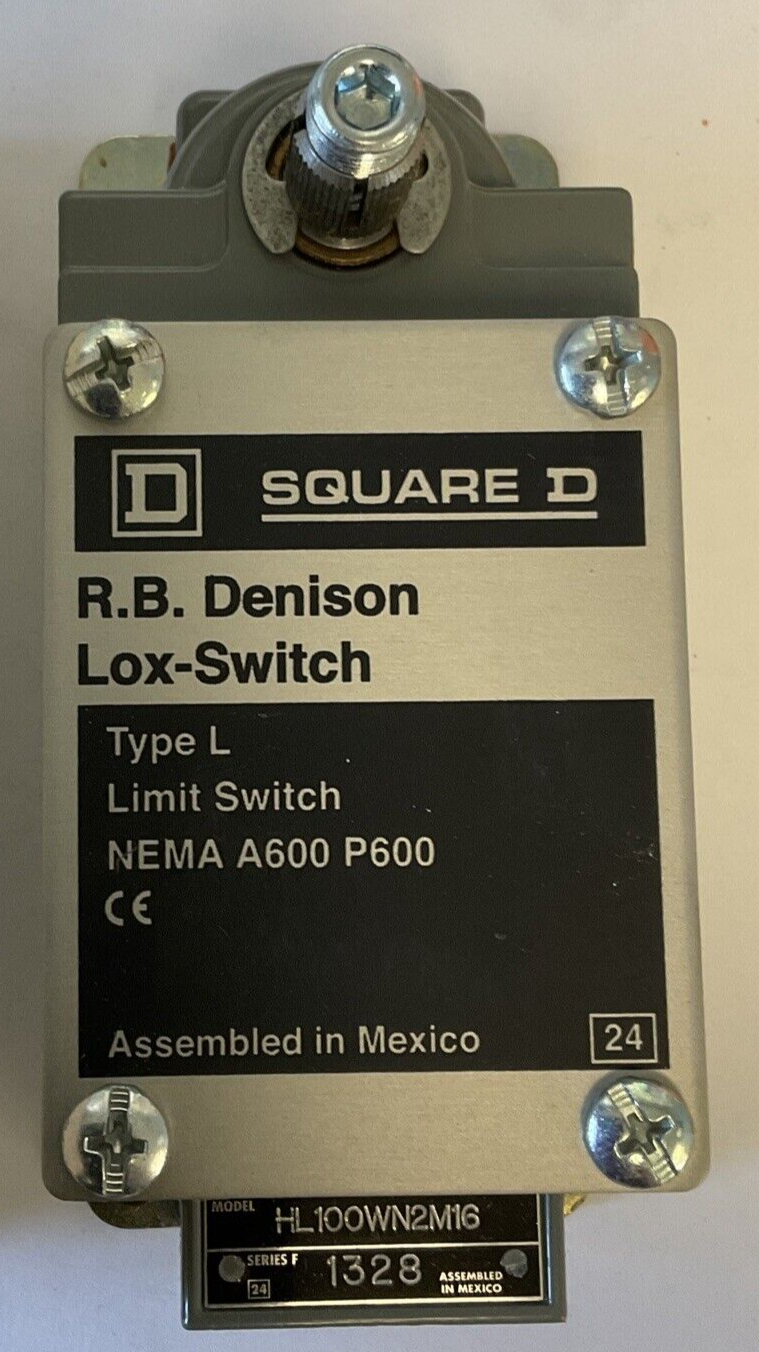 D SQUARE D
R.B. Denison
Lox-Switch
Type L
Limit Switch
NEMA A600 P600
CE
Assembled in Mexico 24
MODEL HL100WN2M16
SERIES F 1328 ASSEMBLED
24 IN MEXICO